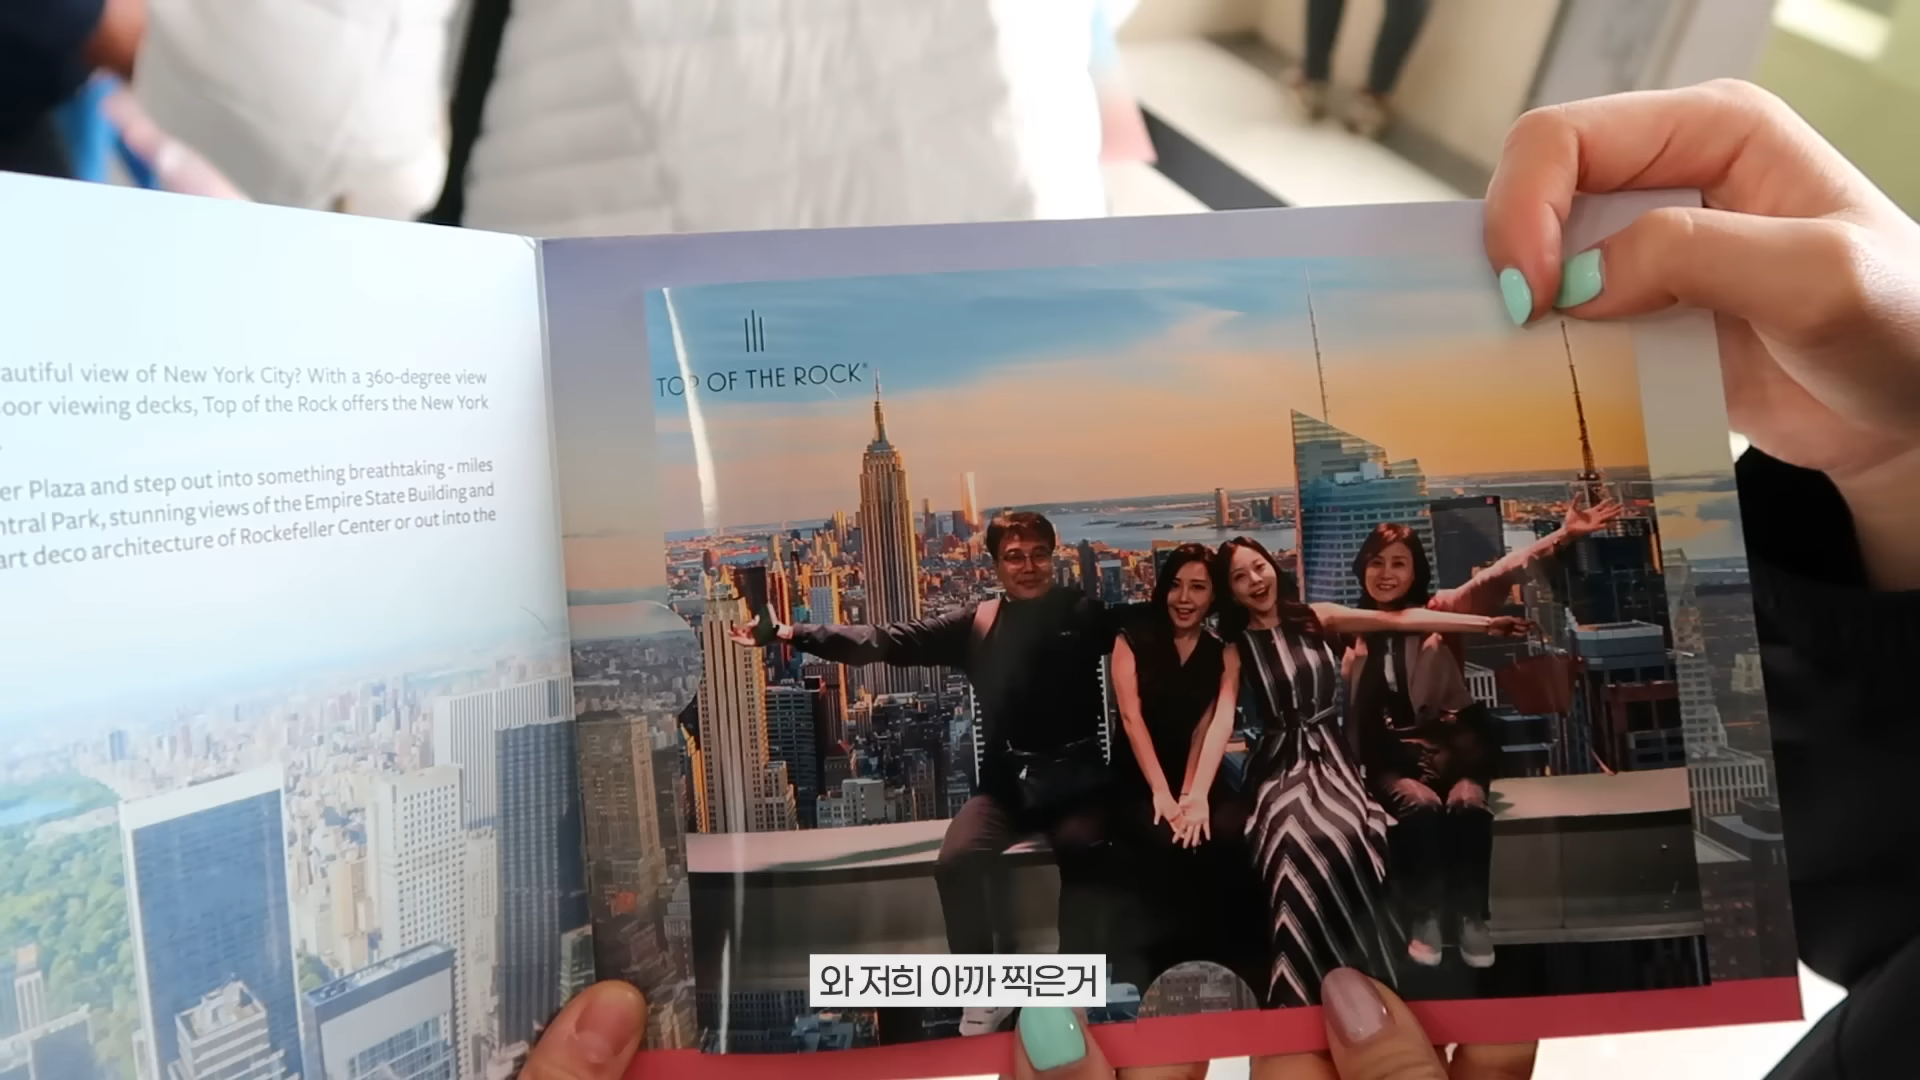 autiful view of New York City? With a 360-degree view
oor viewing decks, Top of the Rock offers the New York
er Plaza and step out into something breathtaking - miles
ntral Park, stunning views of the Empire State Building and
art deco architecture of Rockefeller Center or out into the
TOP OF THE ROCK®
와 저희 아까 찍은거